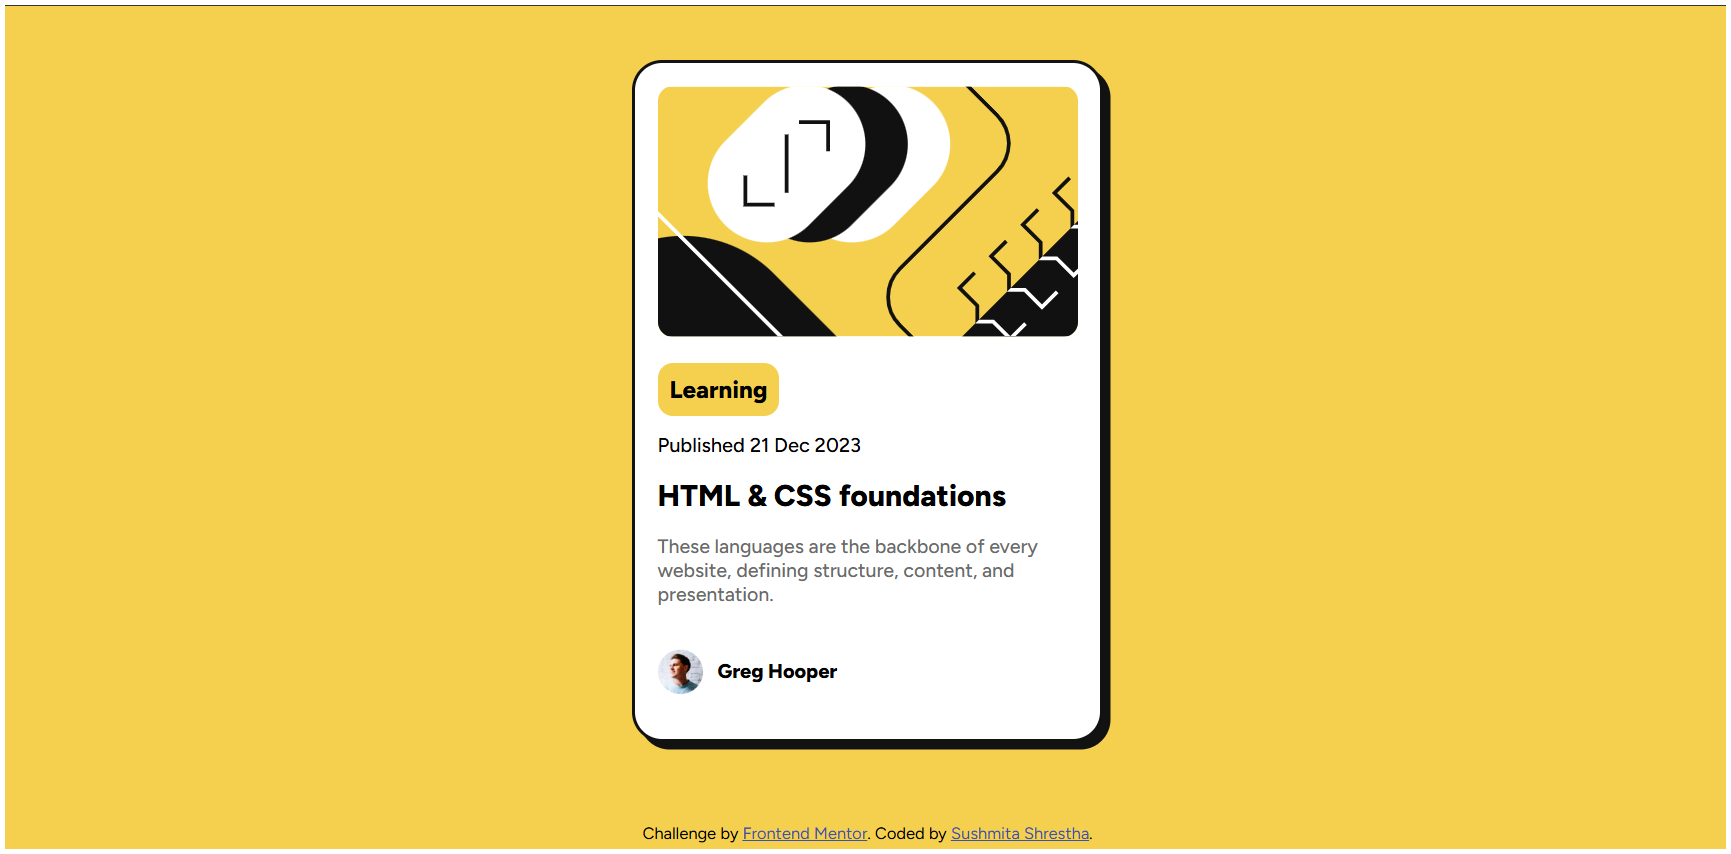 Learning
Published 21 Dec 2023
HTML & CSS foundations
These languages are the backbone of every
website, defining structure, content, and
presentation.
Greg Hooper
Challenge by Frontend Mentor. Coded by Sushmita Shrestha.